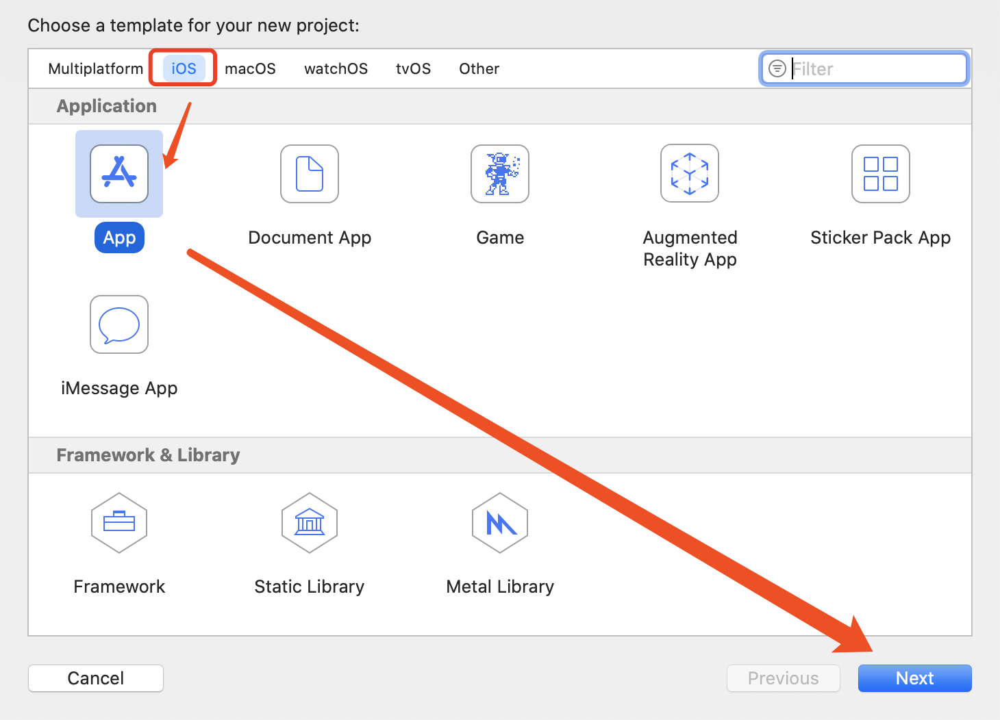 Choose a template for your new project:
Multiplatform iOS macOS watchOS tvOS Other Filter
Application
App Document App Game Augmented Reality App Sticker Pack App
iMessage App
Framework & Library
Framework Static Library Metal Library
Cancel Previous Next